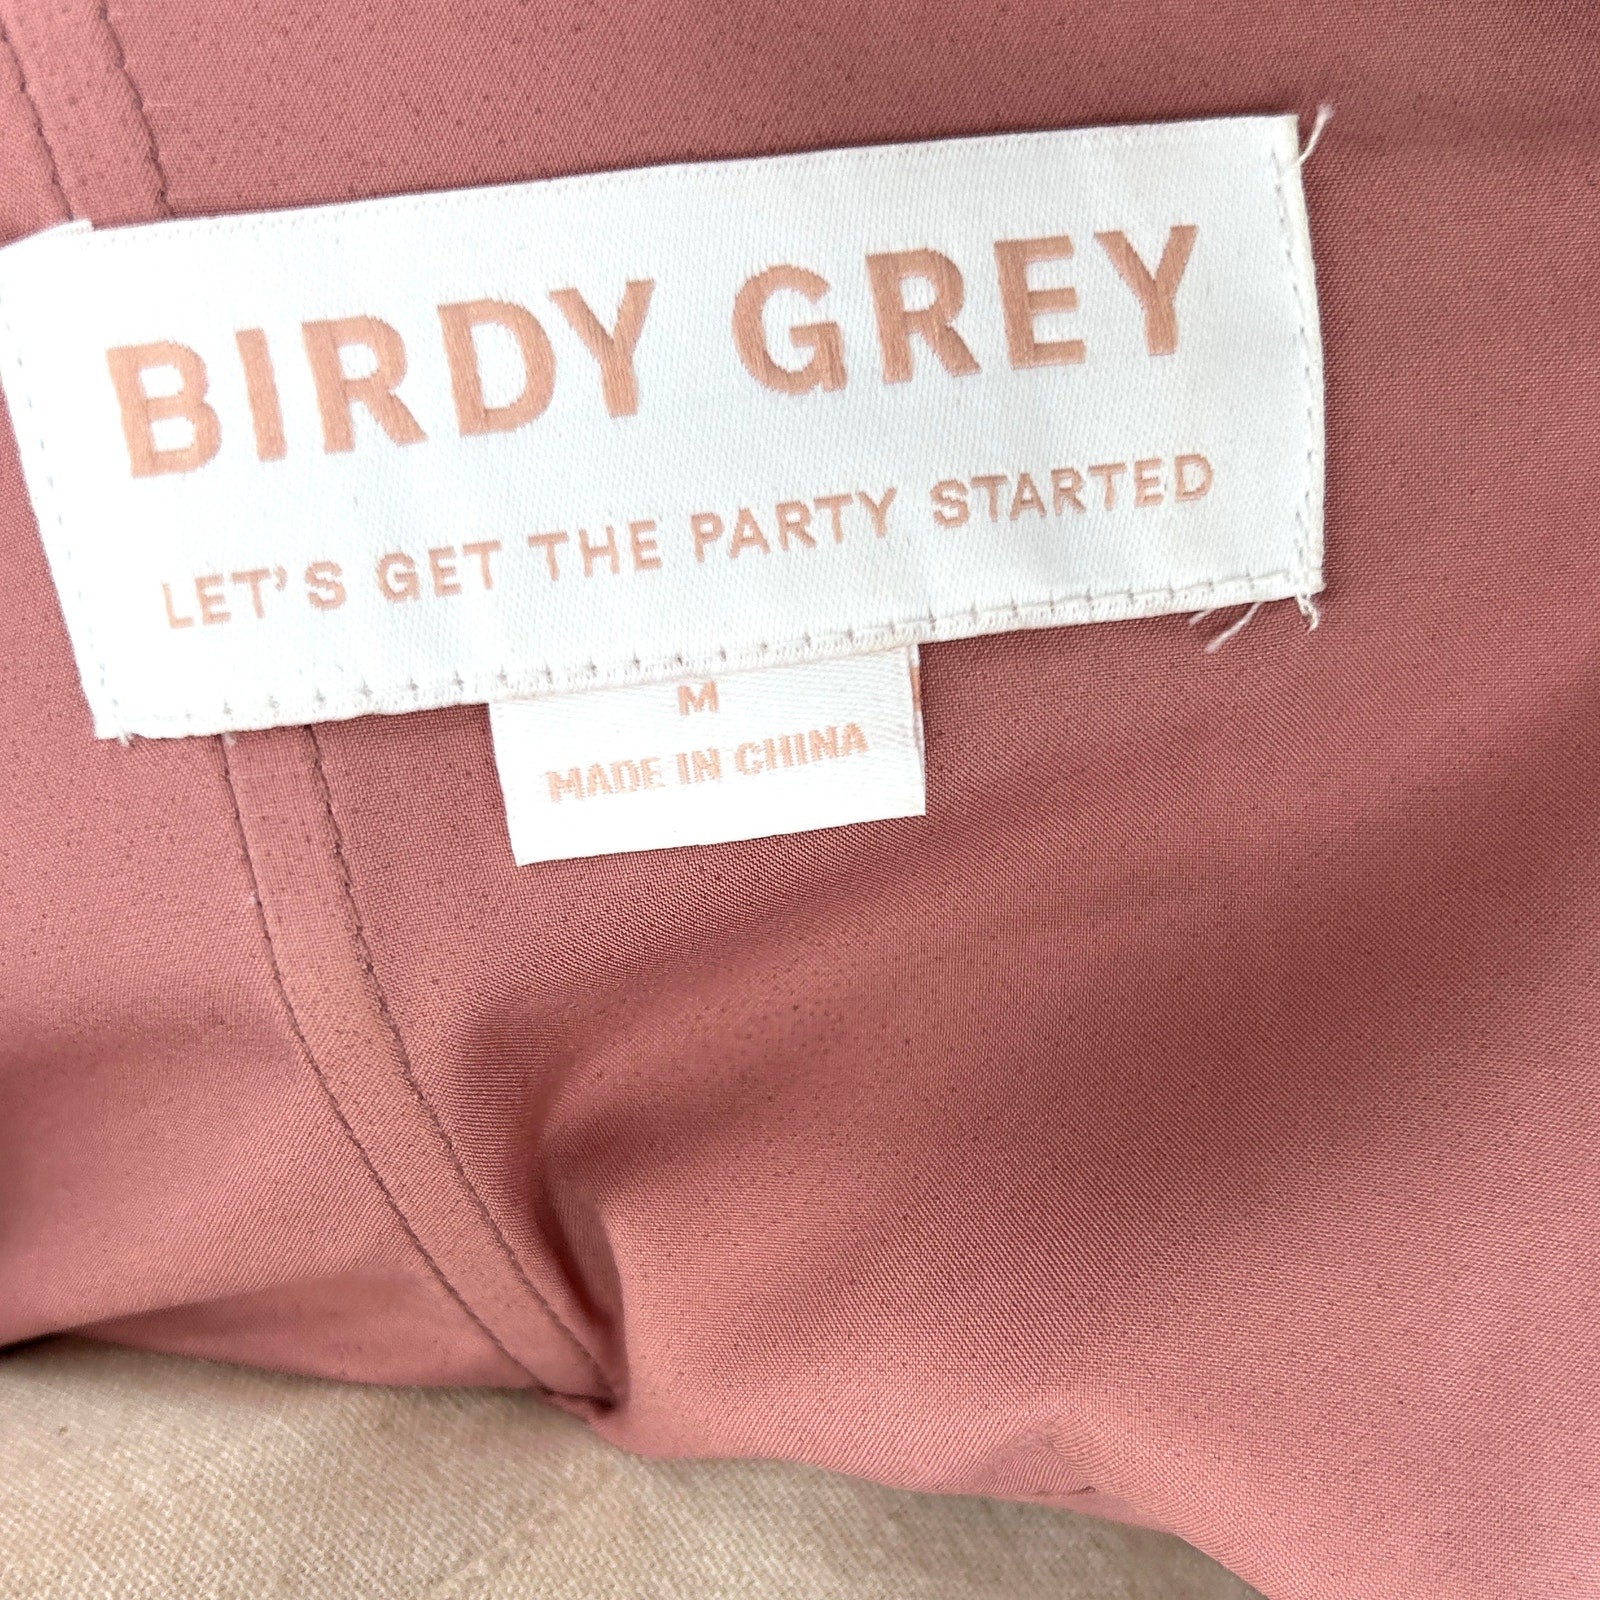 BIRDY GREY
LET'S GET THE PARTY STARTED
M
MADE IN CHINA